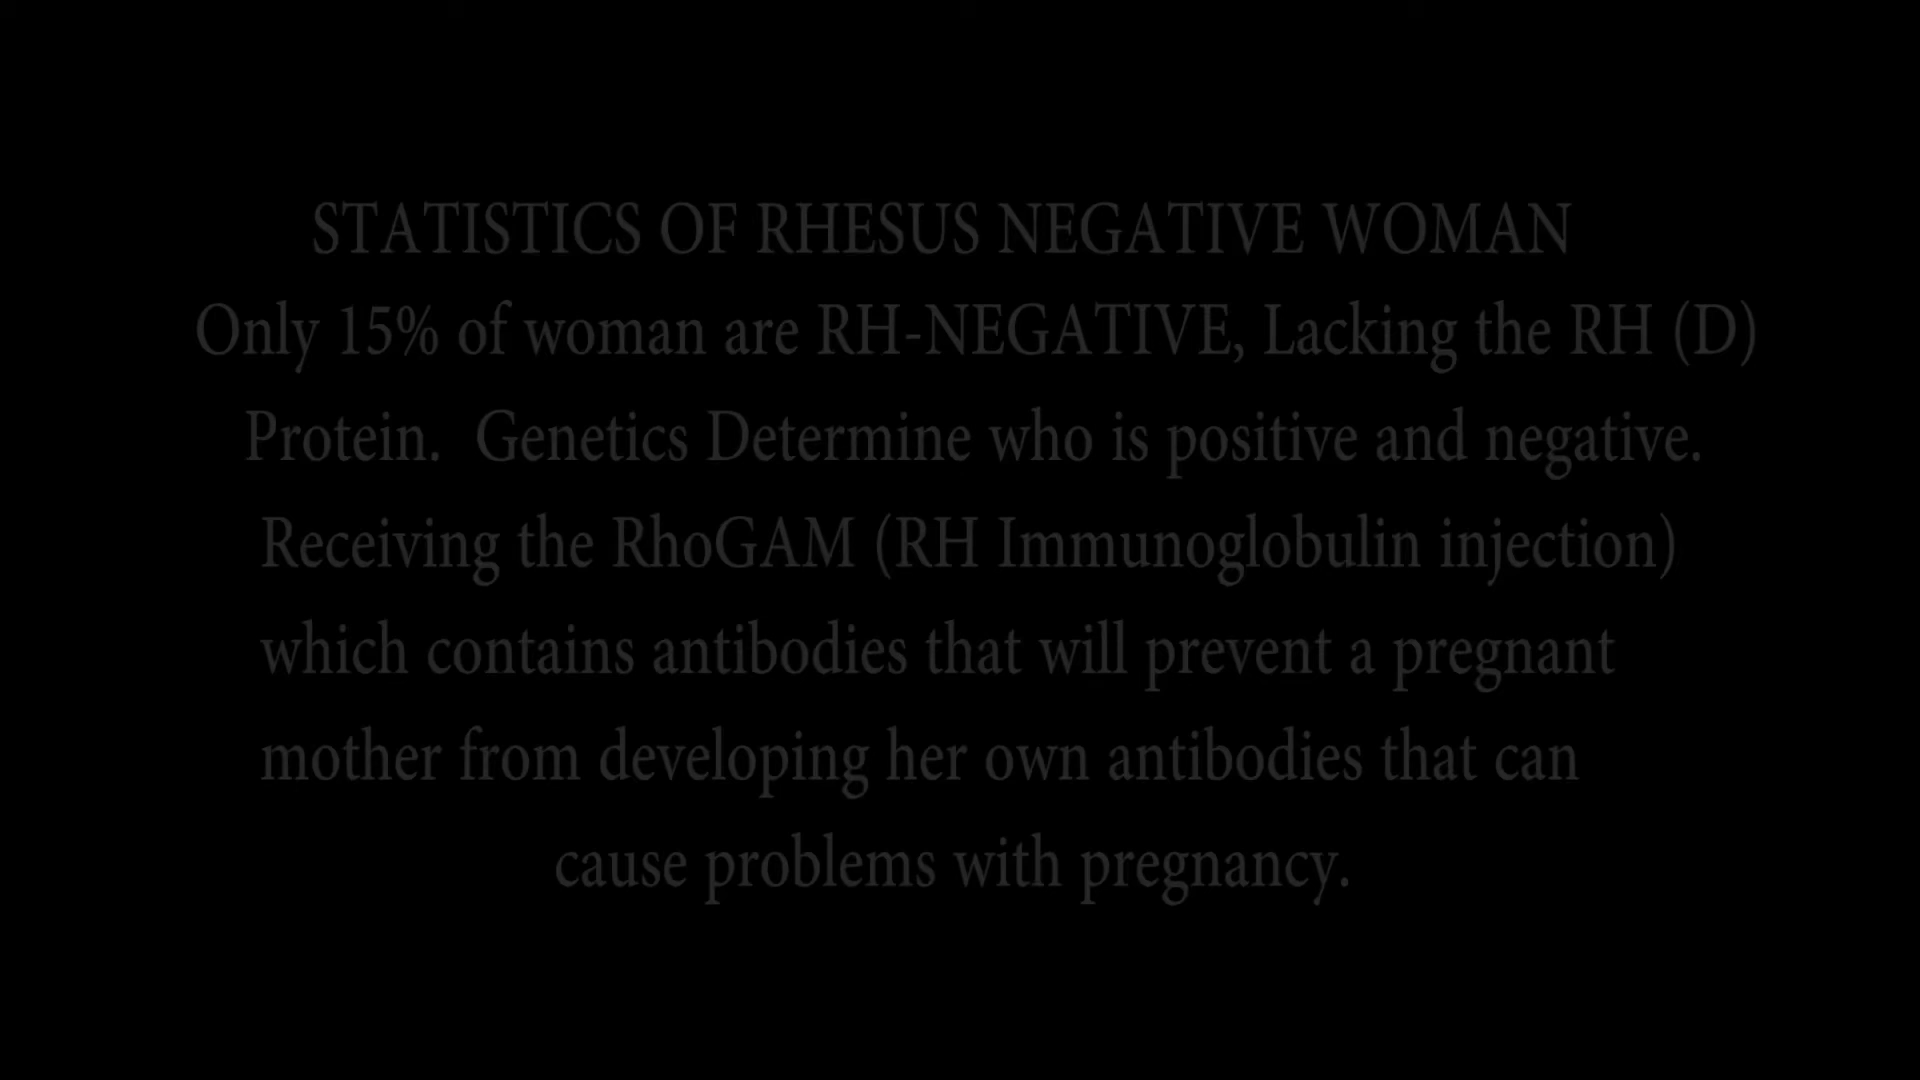 STATISTICS OF RHESUS NEGATIVE WOMAN
Only 15% of woman are RH-NEGATIVE, Lacking the RH (D)
Protein.  Genetics Determine who is positive and negative.
Receiving the RhoGAM (RH Immunoglobulin injection)
which contains antibodies that will prevent a pregnant
mother from developing her own antibodies that can
cause problems with pregnancy.